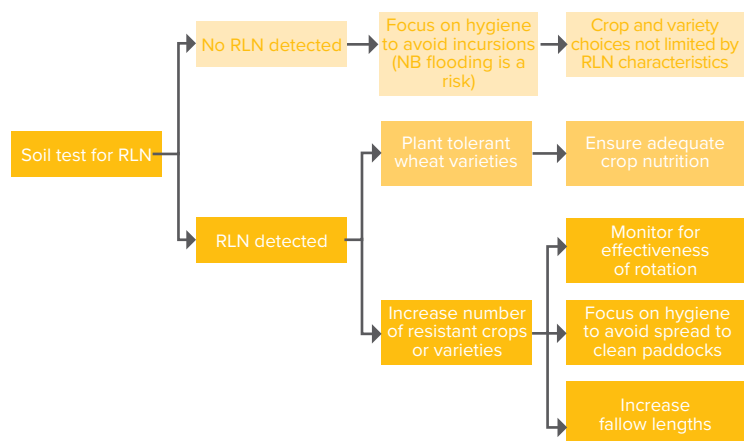 Soil test for RLN
No RLN detected
Focus on hygiene
to avoid incursions
(NB flooding is a
risk)
Crop and variety
choices not limited by
RLN characteristics
RLN detected
Plant tolerant
wheat varieties
Ensure adequate
crop nutrition
Increase number
of resistant crops
or varieties
Monitor for
effectiveness
of rotation
Focus on hygiene
to avoid spread to
clean paddocks
Increase
fallow lengths